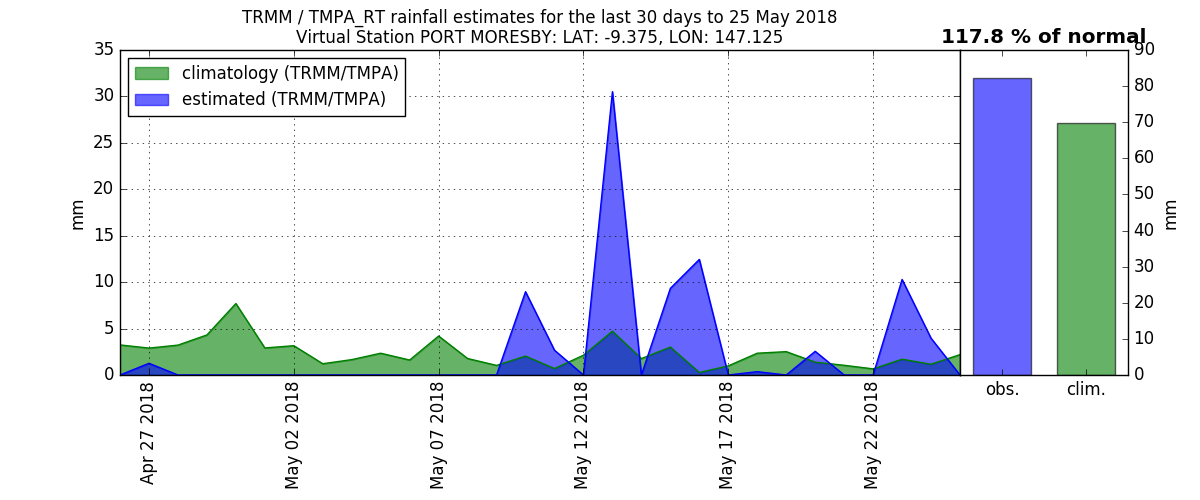 TRMM / TMPA_RT rainfall estimates for the last 30 days to 25 May 2018
Virtual Station PORT MORESBY: LAT: -9.375, LON: 147.125
117.8 % of normal
climatology (TRMM/TMPA)
estimated (TRMM/TMPA)
mm
35
30
25
20
15
10
5
0
Apr 27 2018
May 02 2018
May 07 2018
May 12 2018
May 17 2018
May 22 2018
obs.
clim.
90
80
70
60
50
40
30
20
10
0
mm